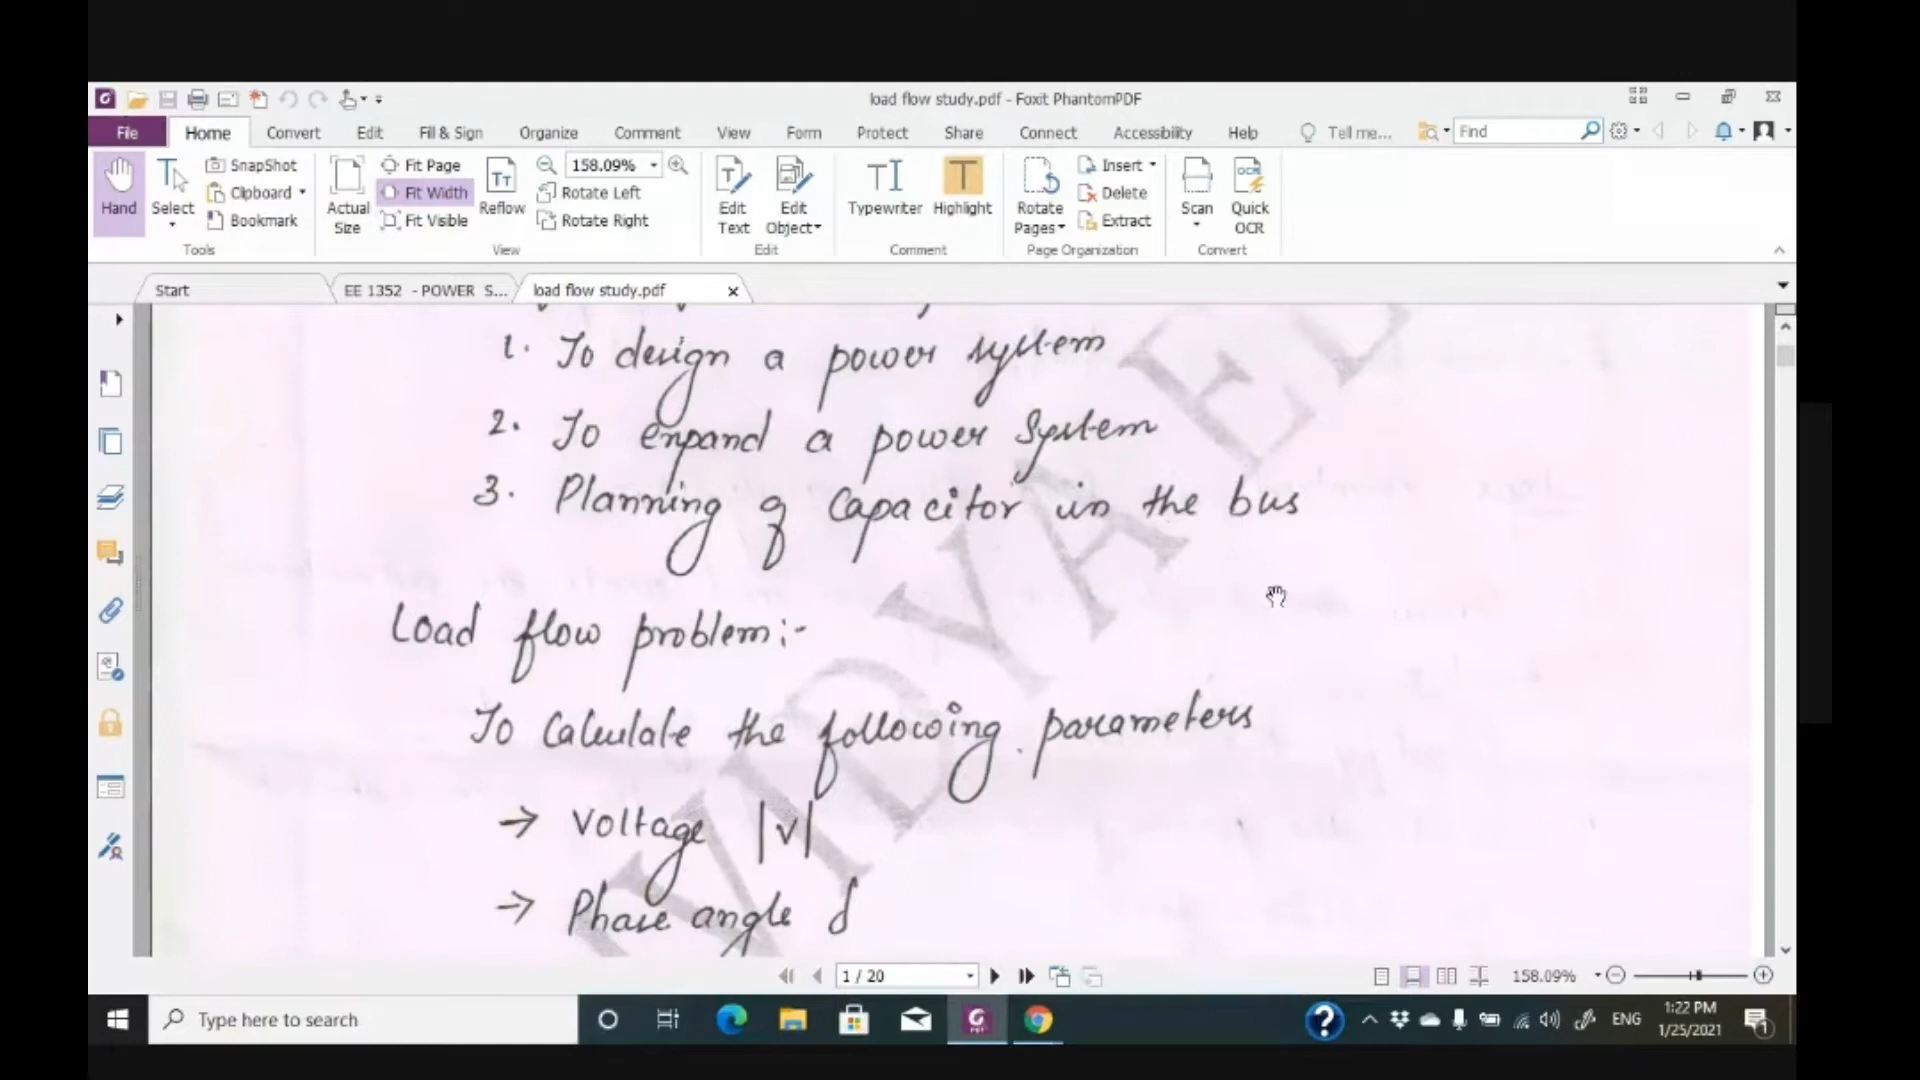 load flow study.pdf - Foxit PhantomPDF
File Home Convert Edit Fill & Sign Organize Comment View Form Protect Share Connect Accessibility Help Tell me... Find
Hand Select SnapShot Clipboard Bookmark Actual Size Fit Page Fit Width Fit Visible Reflow 158.09% Rotate Left Rotate Right Edit Text Edit Object Typewriter Highlight Rotate Pages Insert Delete Extract Scan Quick OCR
Tools View Edit Comment Page Organization Convert
Start EE 1352 - POWER S... load flow study.pdf
1. To design a power system
2. To expand a power System
3. Planning of Capacitor in the bus
Load flow problem:-
To Calculate the following parameters
→ Voltage |V|
→ Phase angle δ
VIDYA
1 / 20 158.09%
Type here to search ENG 1:22 PM
1/25/2021